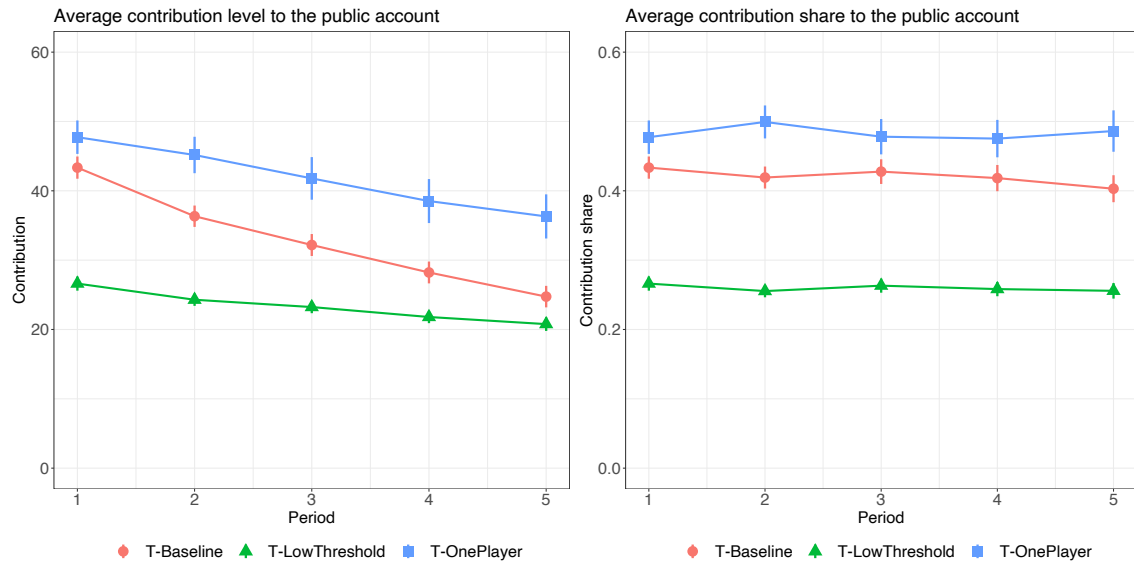 Average contribution level to the public account
60
40
20
0
Contribution
1 2 3 4 5
Period
T-Baseline T-LowThreshold T-OnePlayer
Average contribution share to the public account
0.6
0.4
0.2
0.0
Contribution share
1 2 3 4 5
Period
T-Baseline T-LowThreshold T-OnePlayer